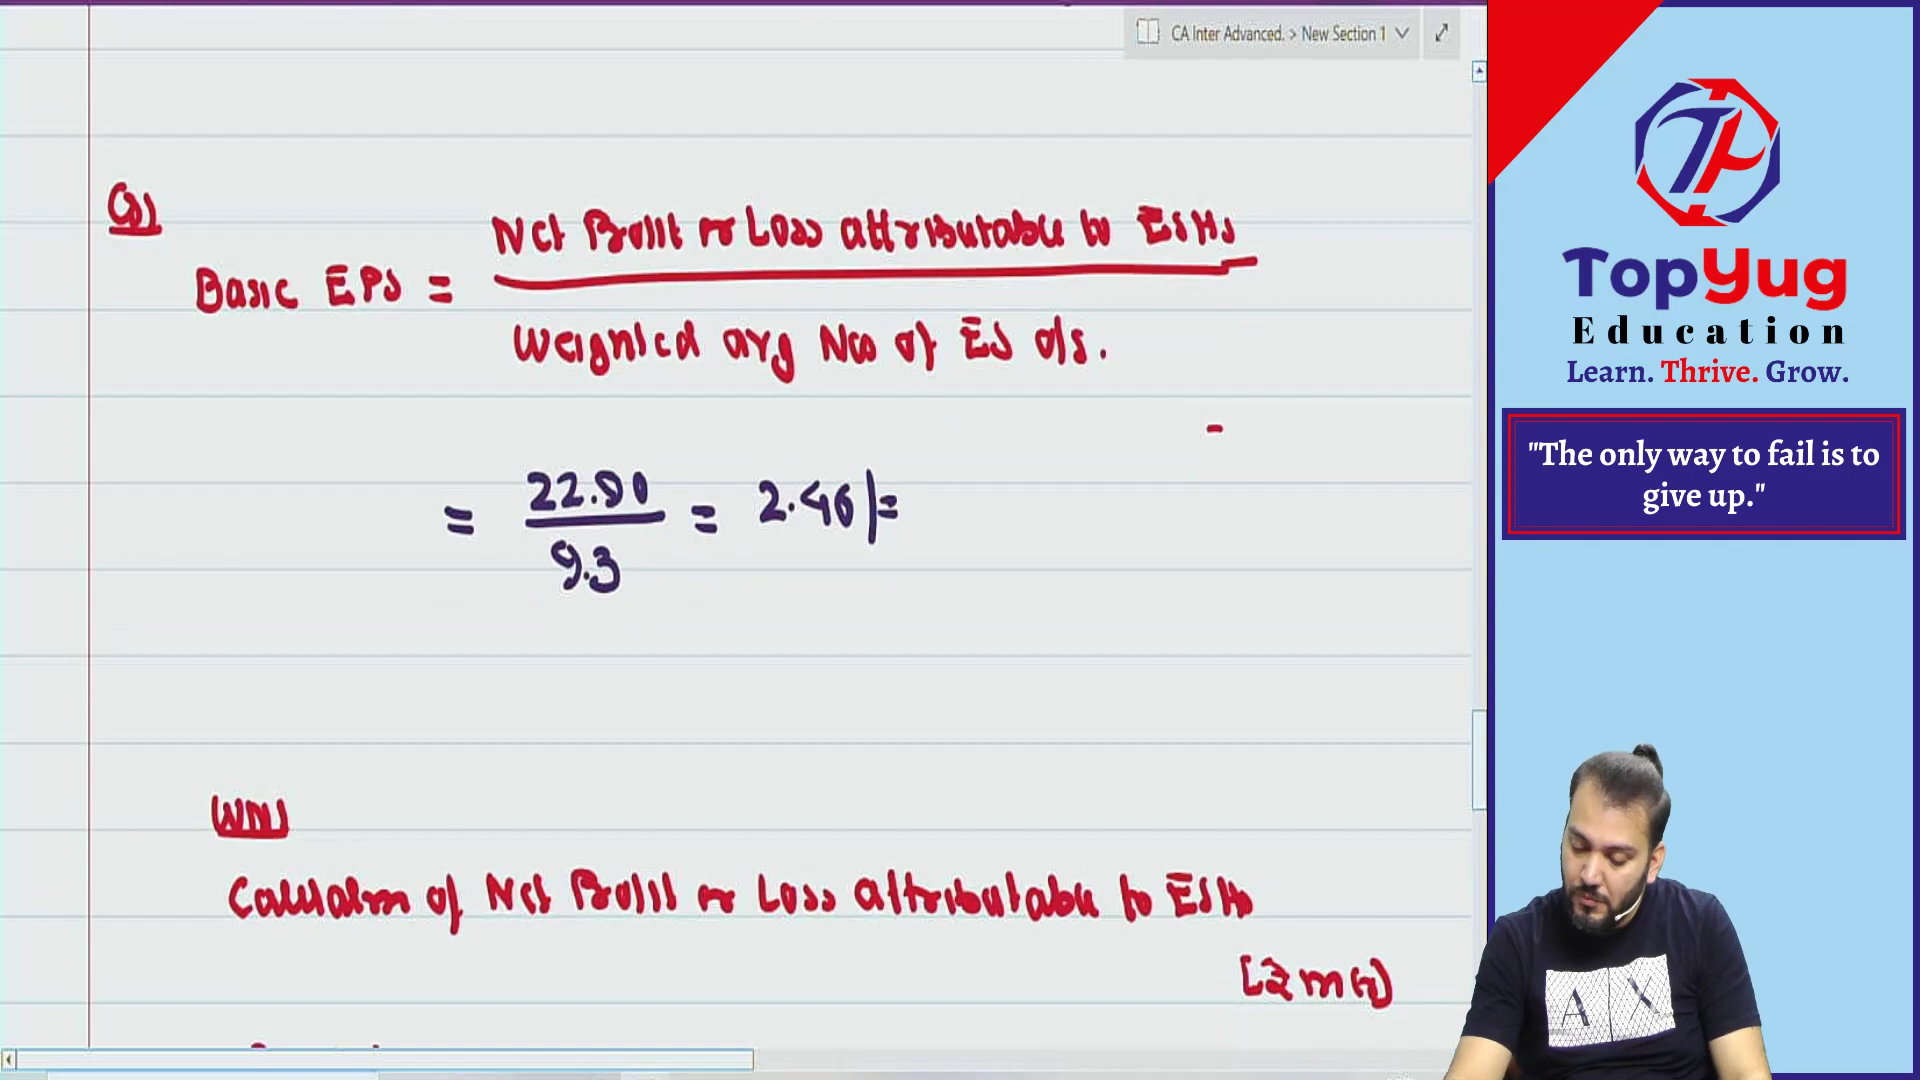 CA Inter Advanced. > New Section 1
Q1
Net Profit or Loss attributable to ESHs
Basic EPS =
Weighted avg No of ES o/s.
= 22.90 / 9.3 = 2.46/=
WN1
Calculation of Net Profit or Loss attributable to ESHs
[2 mks]
TopYug
Education
Learn. Thrive. Grow.
"The only way to fail is to
give up."
A X